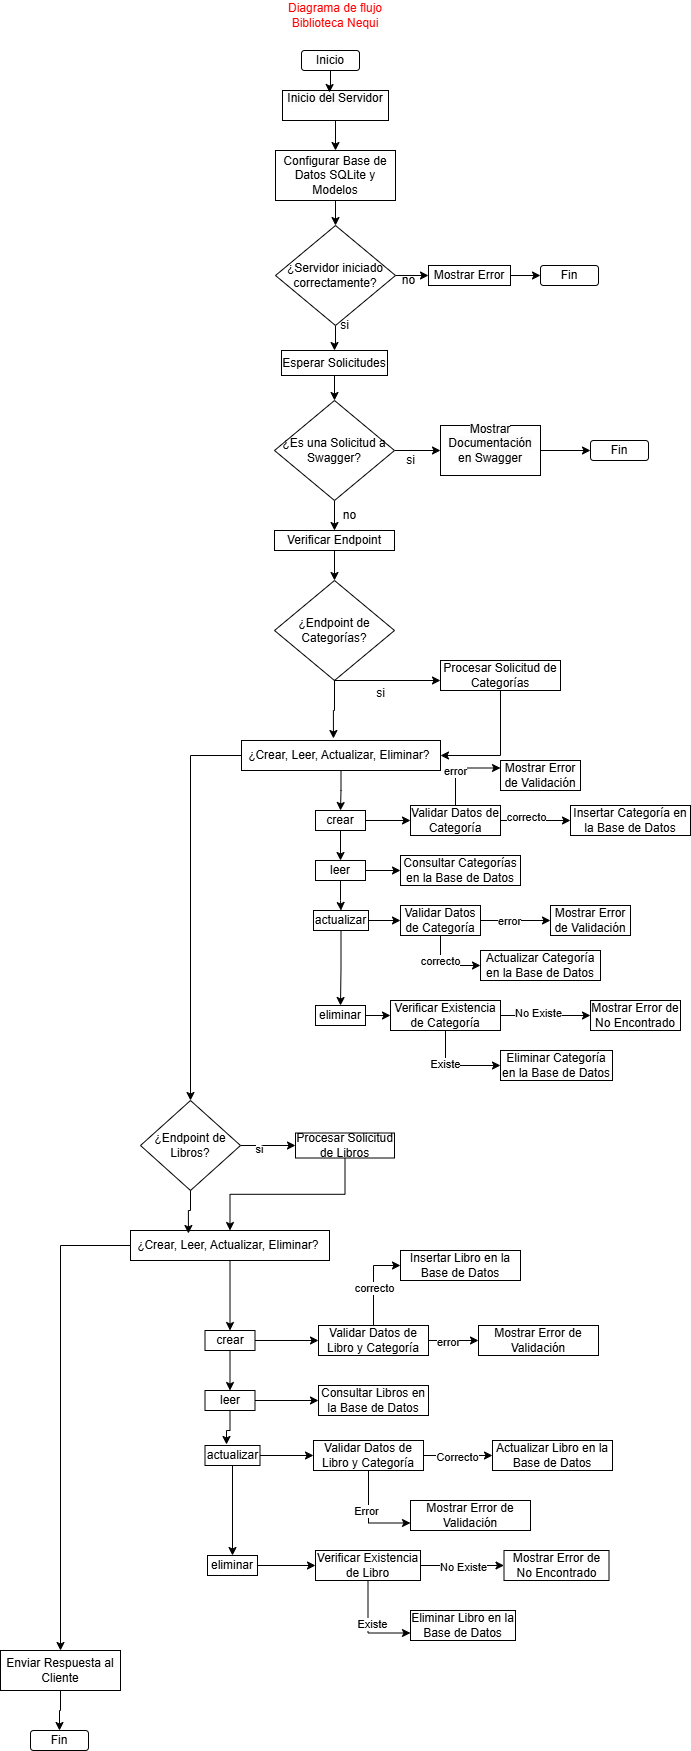 Diagrama de flujo
Biblioteca Nequi
Inicio
Inicio del Servidor
Configurar Base de
Datos SQLite y
Modelos
¿Servidor iniciado
correctamente?
no
Mostrar Error
Fin
si
Esperar Solicitudes
¿Es una Solicitud a
Swagger?
si
Mostrar
Documentación
en Swagger
Fin
no
Verificar Endpoint
¿Endpoint de
Categorías?
si
Procesar Solicitud de
Categorías
¿Crear, Leer, Actualizar, Eliminar?
error
Mostrar Error
de Validación
crear
Validar Datos de
Categoría
correcto
Insertar Categoría en
la Base de Datos
leer
Consultar Categorías
en la Base de Datos
actualizar
Validar Datos
de Categoría
error
Mostrar Error
de Validación
correcto
Actualizar Categoría
en la Base de Datos
eliminar
Verificar Existencia
de Categoría
No Existe
Mostrar Error de
No Encontrado
Existe
Eliminar Categoría
en la Base de Datos
¿Endpoint de
Libros?
si
Procesar Solicitud
de Libros
¿Crear, Leer, Actualizar, Eliminar?
Insertar Libro en la
Base de Datos
correcto
crear
Validar Datos de
Libro y Categoría
error
Mostrar Error de
Validación
leer
Consultar Libros en
la Base de Datos
actualizar
Validar Datos de
Libro y Categoría
Correcto
Actualizar Libro en la
Base de Datos
Error
Mostrar Error de
Validación
eliminar
Verificar Existencia
de Libro
No Existe
Mostrar Error de
No Encontrado
Existe
Eliminar Libro en la
Base de Datos
Enviar Respuesta al
Cliente
Fin